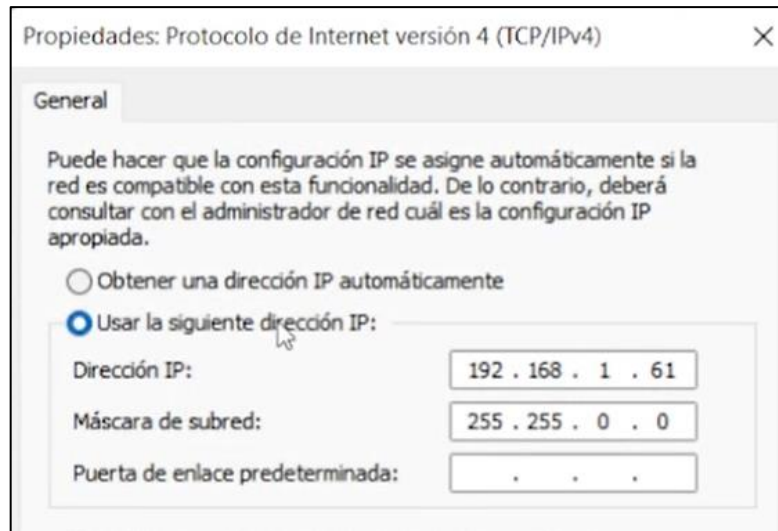 Propiedades: Protocolo de Internet versión 4 (TCP/IPv4)
General
Puede hacer que la configuración IP se asigne automáticamente si la
red es compatible con esta funcionalidad. De lo contrario, deberá
consultar con el administrador de red cuál es la configuración IP
apropiada.
Obtener una dirección IP automáticamente
Usar la siguiente dirección IP:
Dirección IP: 192 . 168 . 1 . 61
Máscara de subred: 255 . 255 . 0 . 0
Puerta de enlace predeterminada: . . .